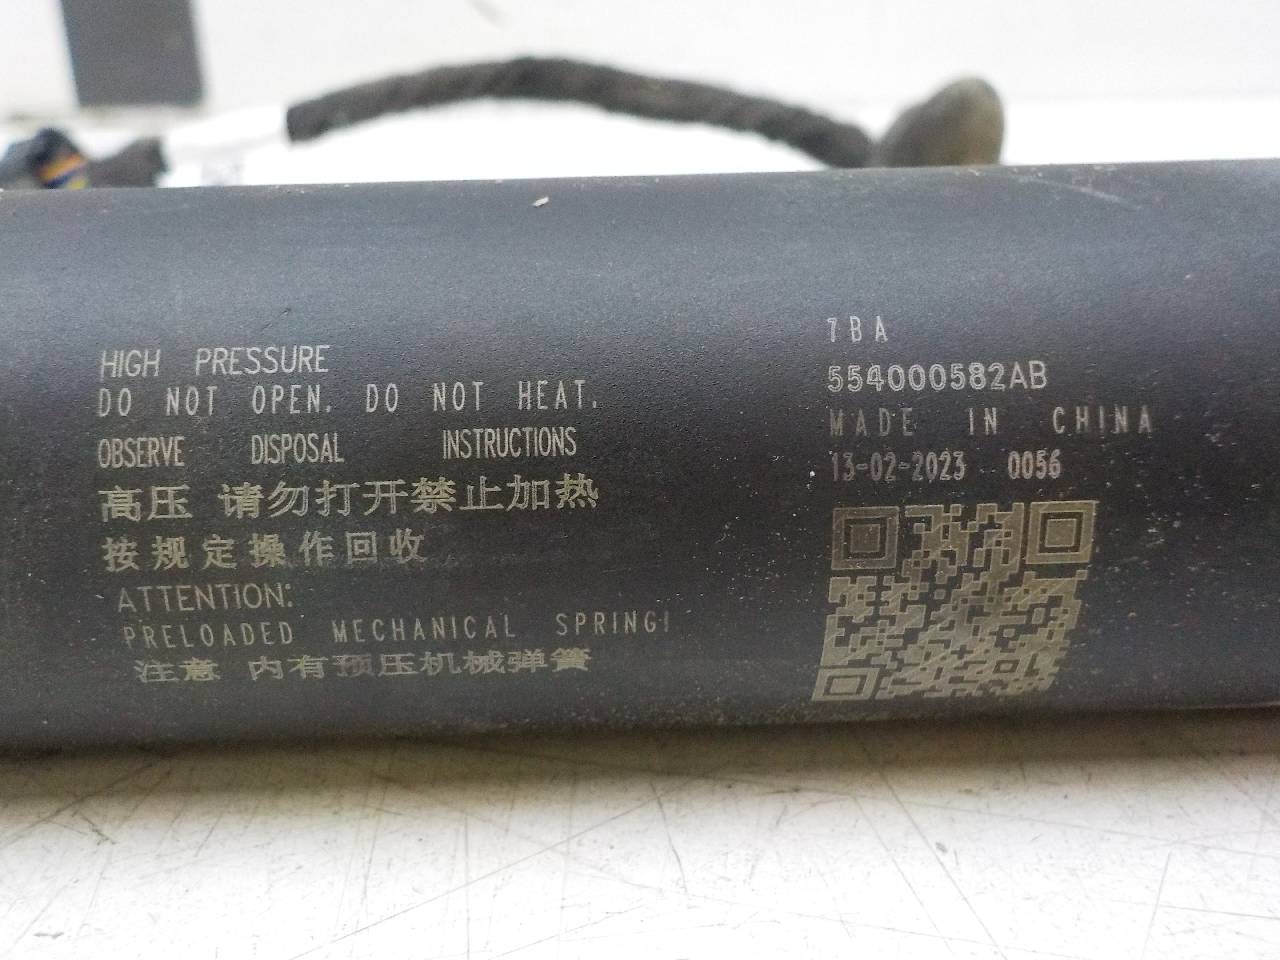 HIGH PRESSURE
DO NOT OPEN. DO NOT HEAT.
OBSERVE DISPOSAL INSTRUCTIONS
高压 请勿打开禁止加热
按规定操作回收
ATTENTION:
PRELOADED MECHANICAL SPRING!
注意 内有预压机械弹簧
7BA
554000582AB
MADE IN CHINA
13-02-2023 0056